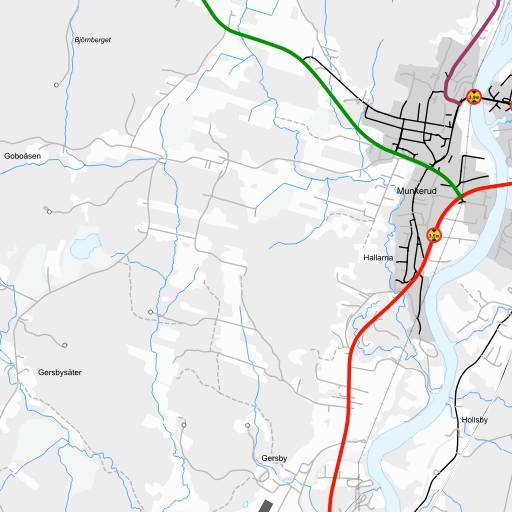 Björnberget
Goboåsen
Munkerud
Hallarna
Gersbysäter
Hollsby
Gersby